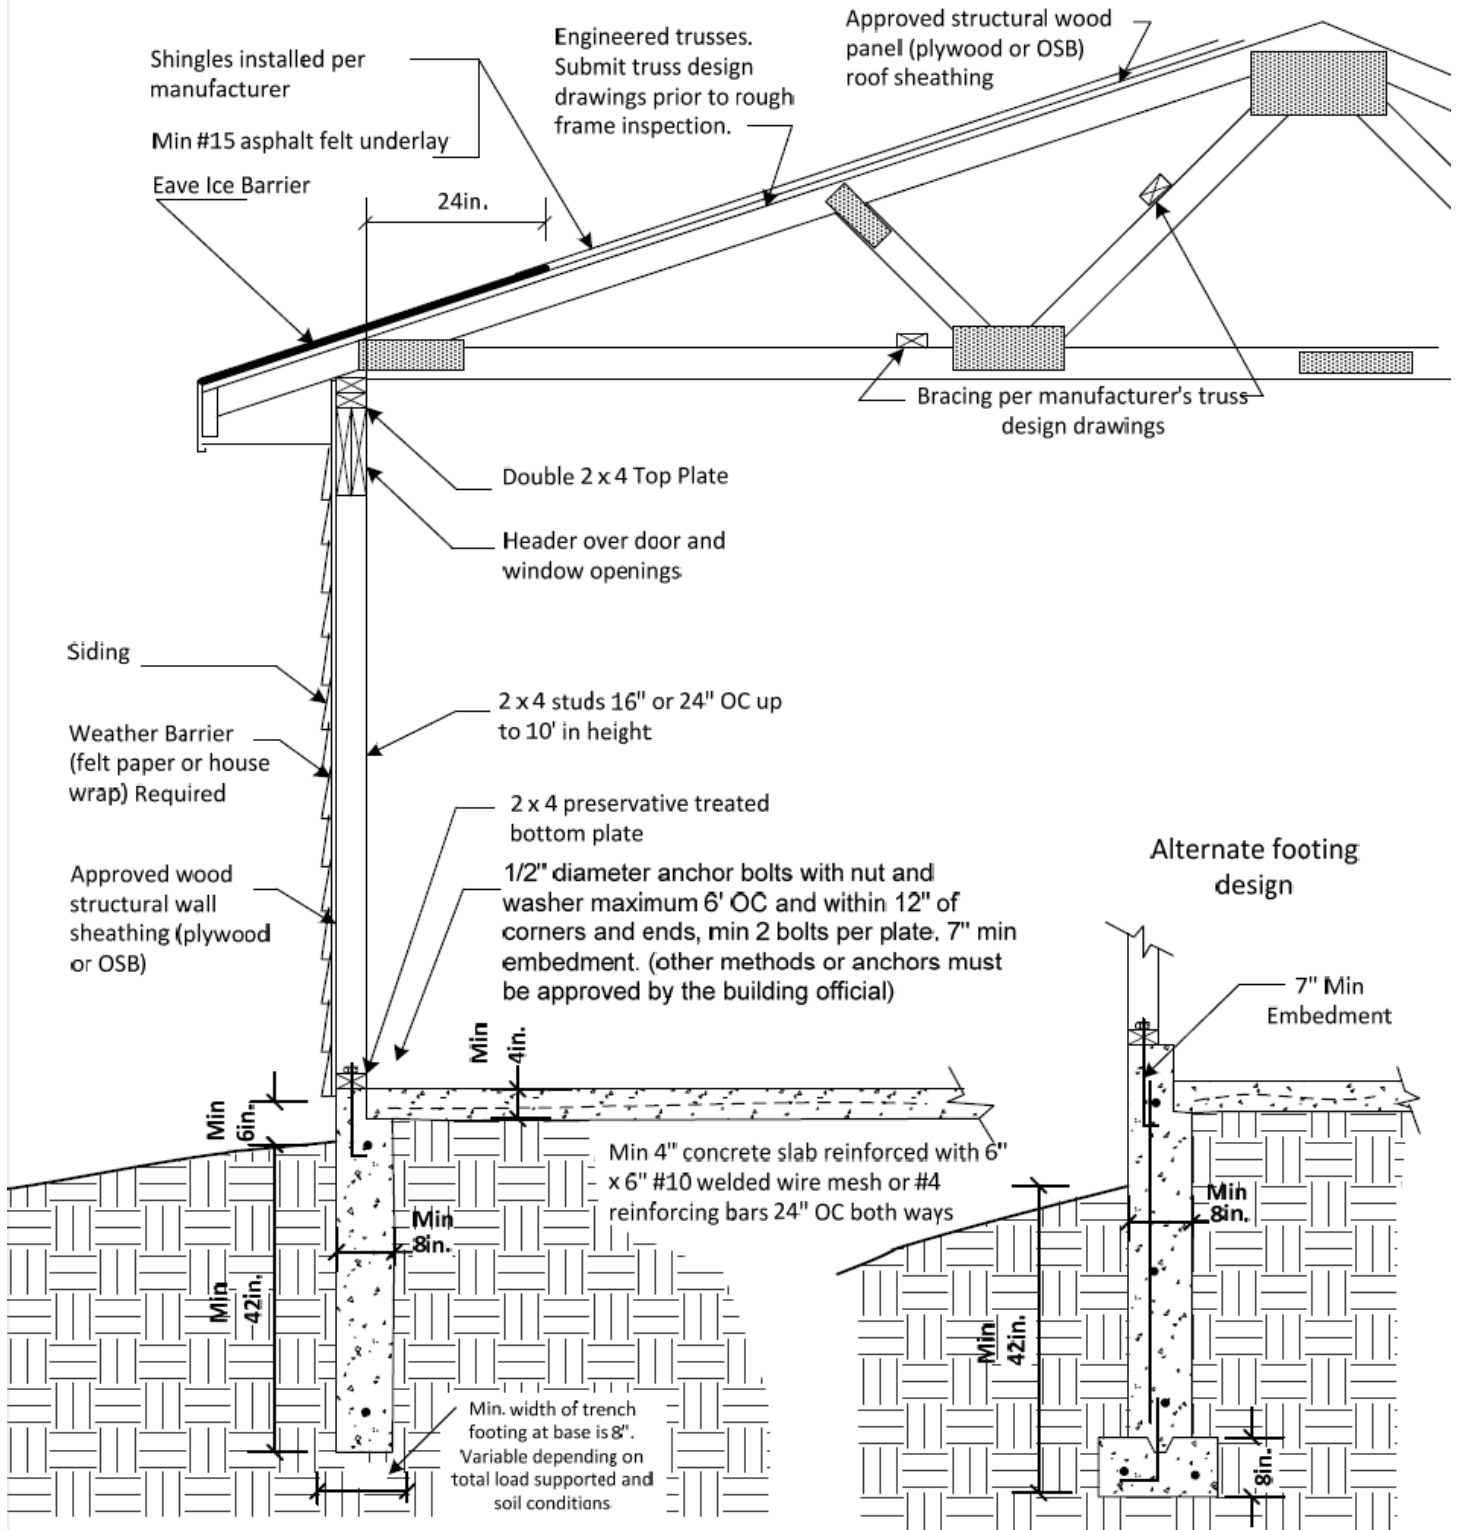 Shingles installed per
manufacturer
Min #15 asphalt felt underlay
Eave Ice Barrier
24in.
Engineered trusses.
Submit truss design
drawings prior to rough
frame inspection.
Approved structural wood
panel (plywood or OSB)
roof sheathing
Bracing per manufacturer's truss
design drawings
Double 2 x 4 Top Plate
Header over door and
window openings
Siding
Weather Barrier
(felt paper or house
wrap) Required
Approved wood
structural wall
sheathing (plywood
or OSB)
2 x 4 studs 16" or 24" OC up
to 10' in height
2 x 4 preservative treated
bottom plate
1/2" diameter anchor bolts with nut and
washer maximum 6' OC and within 12" of
corners and ends, min 2 bolts per plate. 7" min
embedment. (other methods or anchors must
be approved by the building official)
Min
4in.
Min
6in.
Min 4" concrete slab reinforced with 6"
x 6" #10 welded wire mesh or #4
reinforcing bars 24" OC both ways
Min
8in.
Min
42in.
Min. width of trench
footing at base is 8".
Variable depending on
total load supported and
soil conditions
Alternate footing
design
7" Min
Embedment
Min
8in.
Min
42in.
8in.